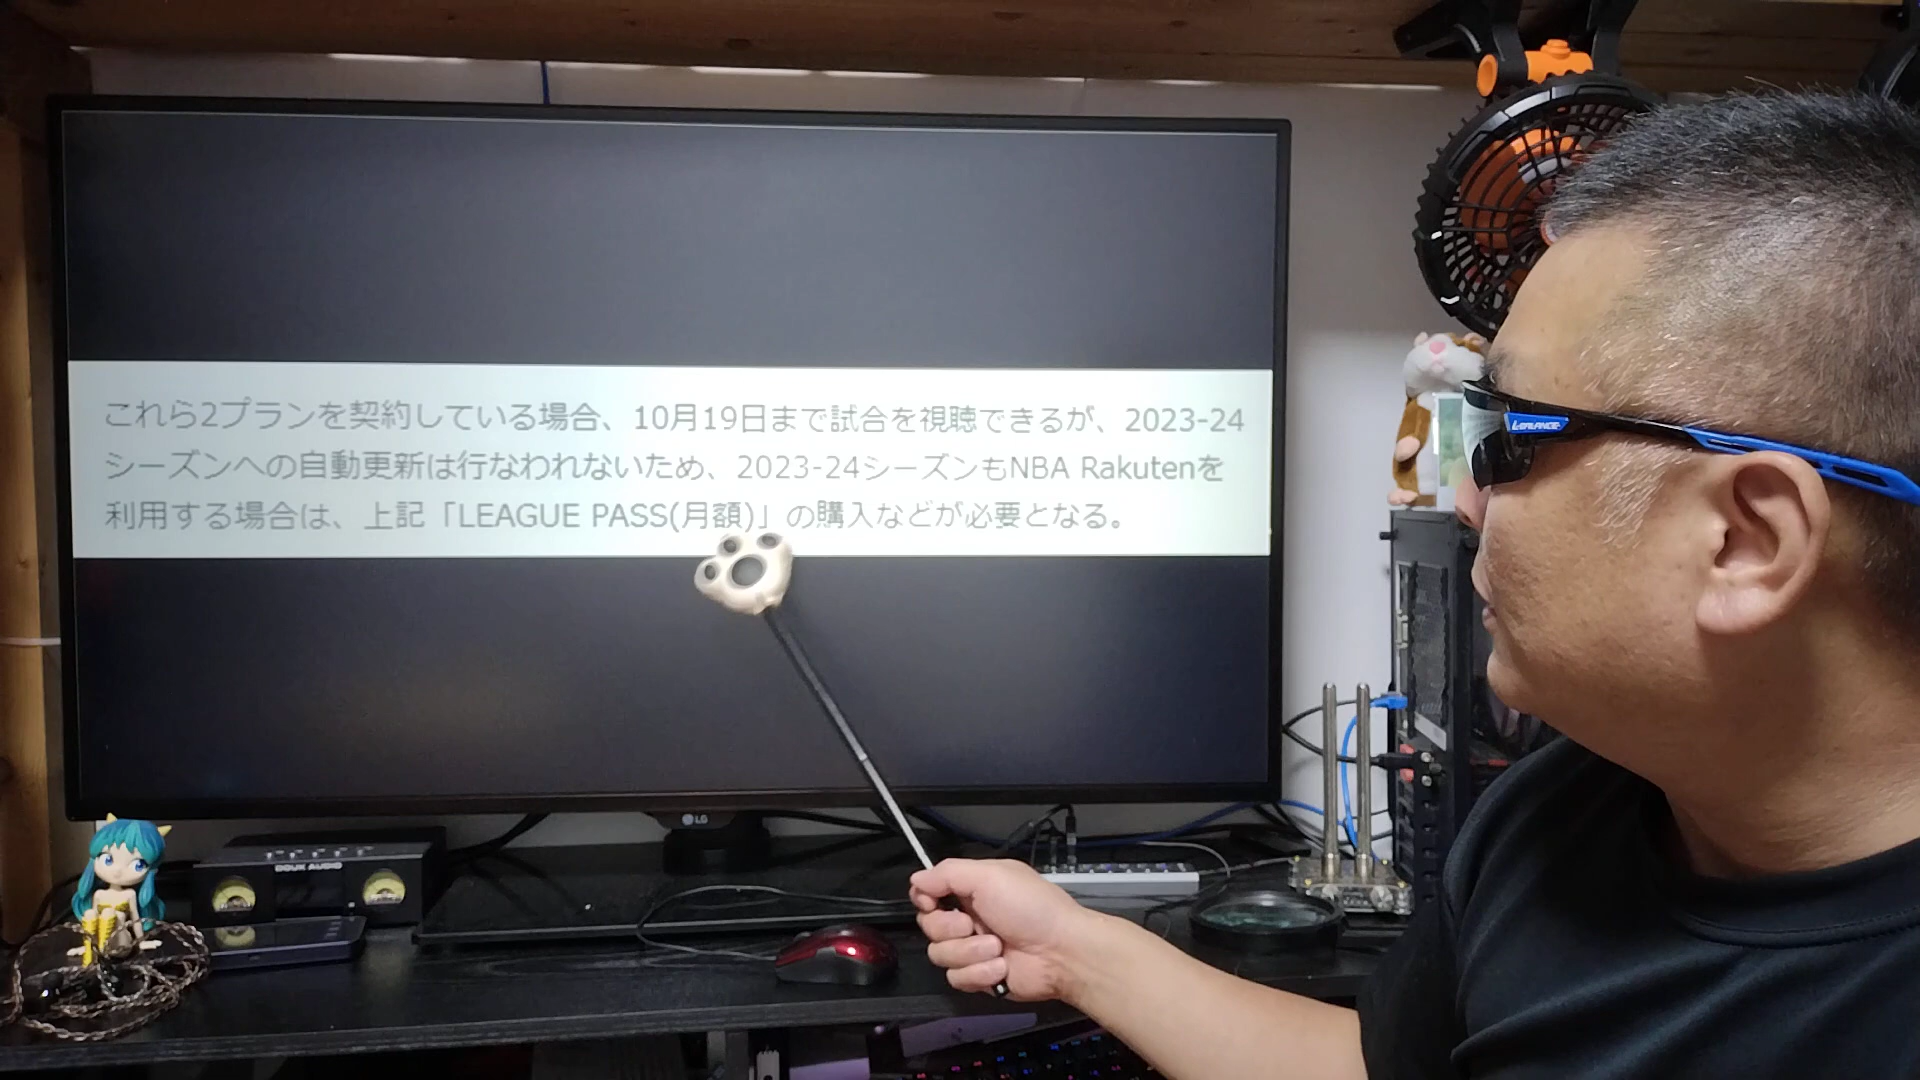 これら2プランを契約している場合、10月19日まで試合を視聴できるが、2023-24
シーズンへの自動更新は行なわれないため、2023-24シーズンもNBA Rakutenを
利用する場合は、上記「LEAGUE PASS(月額)」の購入などが必要となる。
LG
DOUK AUDIO